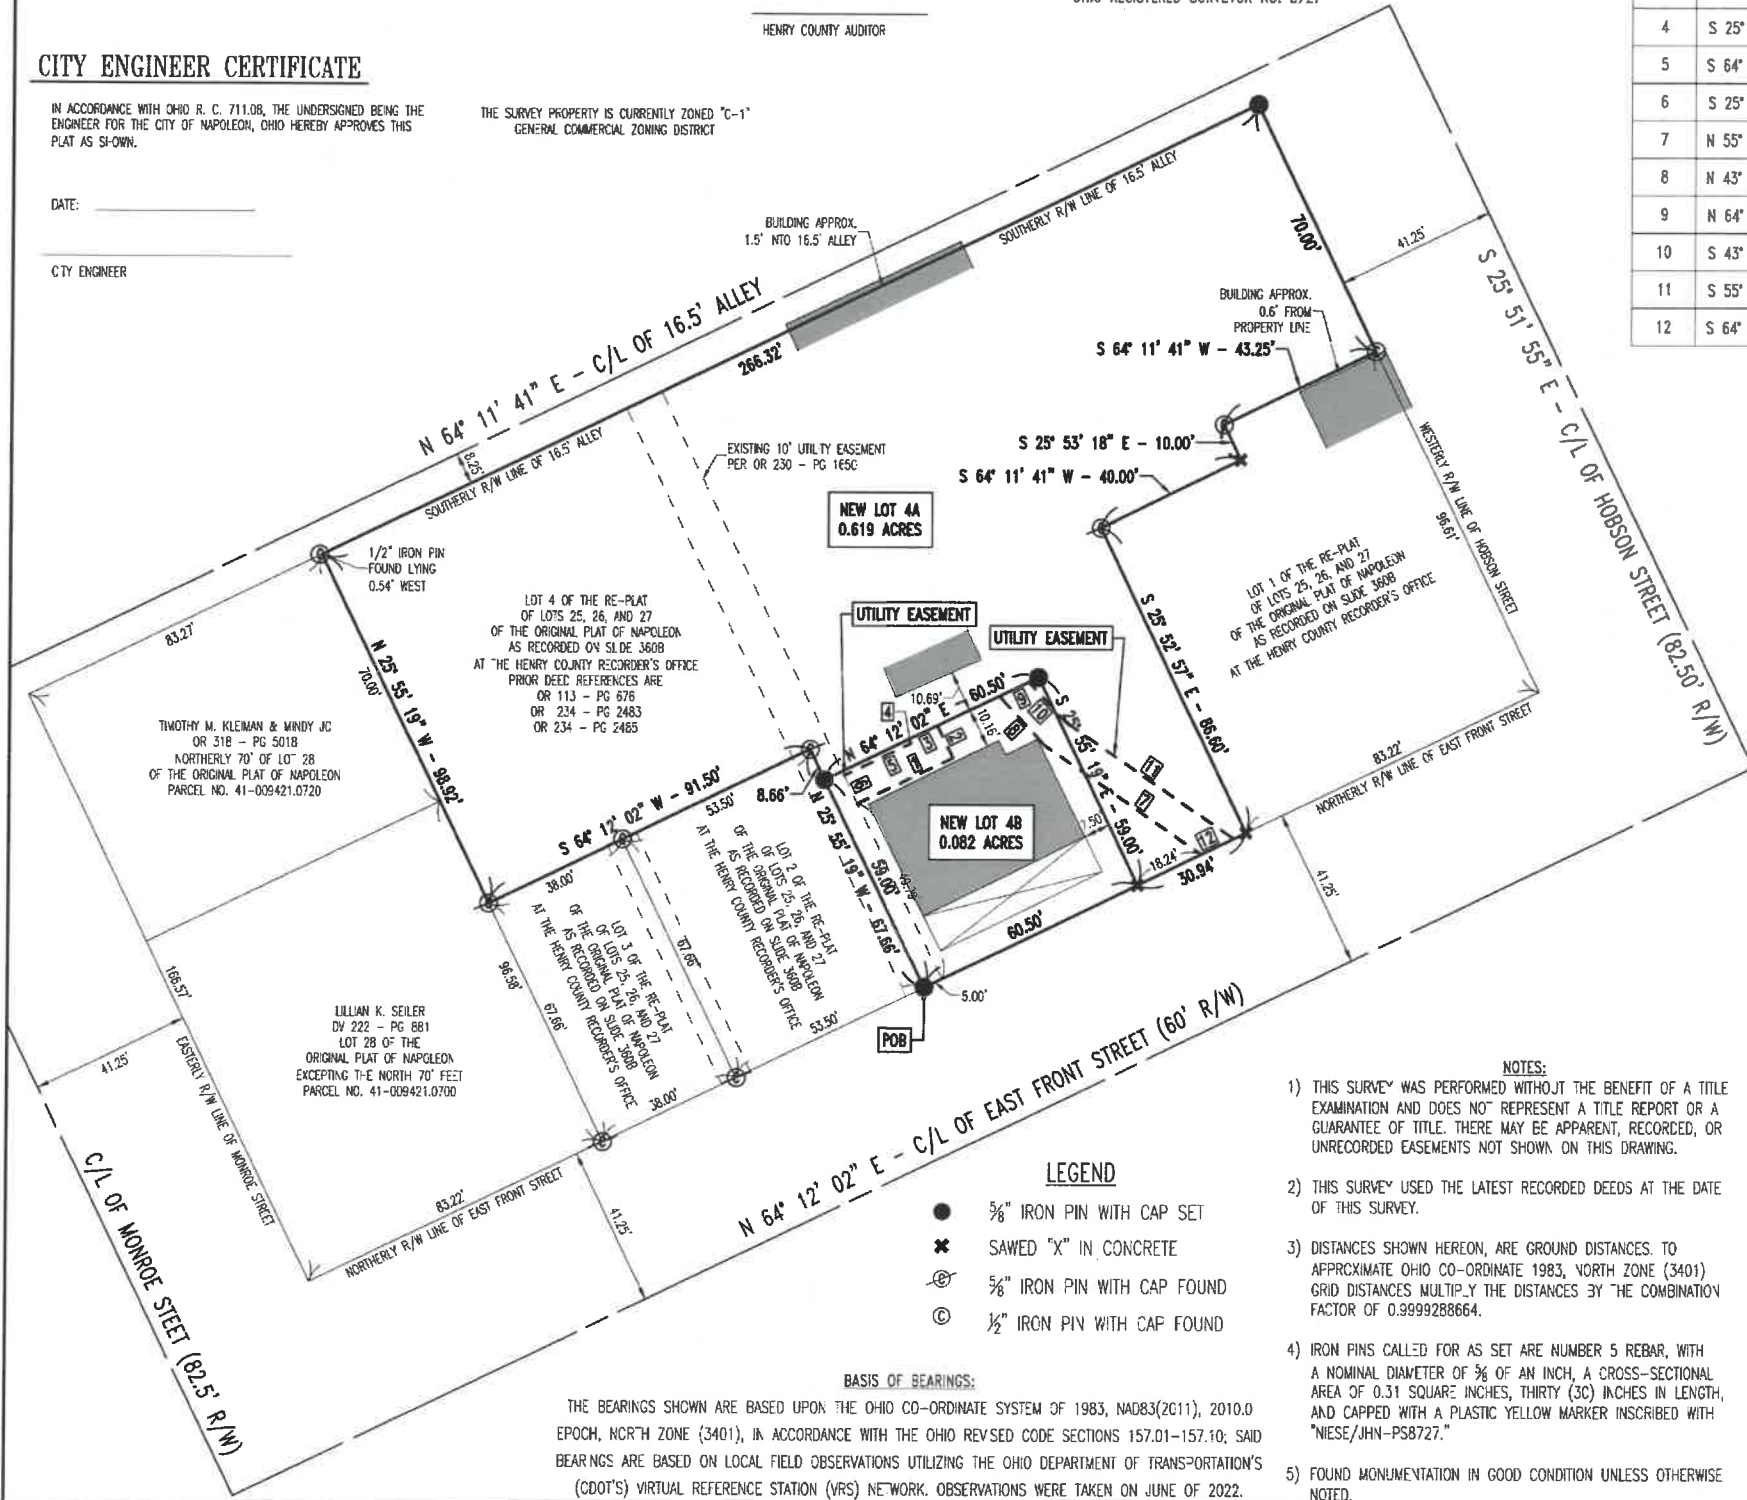 HENRY COUNTY AUDITOR
CITY ENGINEER CERTIFICATE
IN ACCORDANCE WITH OHIO R. C. 711.08, THE UNDERSIGNED BEING THE
ENGINEER FOR THE CITY OF NAPOLEON, OHIO HEREBY APPROVES THIS
PLAT AS SHOWN.
DATE:
CITY ENGINEER
THE SURVEY PROPERTY IS CURRENTLY ZONED "C-1"
GENERAL COMMERCIAL ZONING DISTRICT
4 S 25°
5 S 64°
6 S 25°
7 N 55°
8 N 43°
9 N 64°
10 S 43°
11 S 55°
12 S 64°
BUILDING APPROX.
1.5' INTO 16.5' ALLEY
SOUTHERLY R/W LINE OF 16.5' ALLEY
70.00'
41.25'
S 25° 51' 55" E - C/L OF HOBSON STREET (82.50' R/W)
N 64° 11' 41" E - C/L OF 16.5' ALLEY
266.32'
8.25'
SOUTHERLY R/W LINE OF 16.5' ALLEY
BUILDING APPROX.
0.6' FROM
PROPERTY LINE
S 64° 11' 41" W - 43.25'
S 25° 53' 18" E - 10.00'
S 64° 11' 41" W - 40.00'
EXISTING 10' UTILITY EASEMENT
PER OR 230 - PG 1650
NEW LOT 4A
0.619 ACRES
WESTERLY R/W LINE OF HOBSON STREET
96.61'
1/2" IRON PIN
FOUND LYING
0.54' WEST
LOT 4 OF THE RE-PLAT
OF LOTS 25, 26, AND 27
OF THE ORIGINAL PLAT OF NAPOLEON
AS RECORDED ON SLIDE 360B
AT THE HENRY COUNTY RECORDER'S OFFICE
PRIOR DEED REFERENCES ARE
OR 113 - PG 676
OR 234 - PG 2483
OR 234 - PG 2485
LOT 1 OF THE RE-PLAT
OF LOTS 25, 26, AND 27
OF THE ORIGINAL PLAT OF NAPOLEON
AS RECORDED ON SLIDE 360B
AT THE HENRY COUNTY RECORDER'S OFFICE
S 25° 52' 57" E - 86.60'
UTILITY EASEMENT
UTILITY EASEMENT
83.27'
N 25° 55' 19" W - 98.92'
70.00'
TIMOTHY M. KLEIMAN & MINDY JO
OR 318 - PG 5018
NORTHERLY 70' OF LOT 28
OF THE ORIGINAL PLAT OF NAPOLEON
PARCEL NO. 41-009421.0720
10.69'
60.50'
N 64° 12' 02" E
10.16'
4
5
1
3
2
6
8
9
10
11
7
12
S 25° 55' 19" E - 59.00'
83.22'
NORTHERLY R/W LINE OF EAST FRONT STREET
S 64° 12' 02" W - 91.50'
8.66'
53.50'
38.00'
NEW LOT 4B
0.082 ACRES
7.50'
18.24'
30.94'
41.25'
60.50'
N 25° 55' 19" W - 67.66'
59.00'
LOT 2 OF THE RE-PLAT
OF LOTS 25, 26, AND 27
OF THE ORIGINAL PLAT OF NAPOLEON
AS RECORDED ON SLIDE 360B
AT THE HENRY COUNTY RECORDER'S OFFICE
LOT 3 OF THE RE-PLAT
OF LOTS 25, 26, AND 27
OF THE ORIGINAL PLAT OF NAPOLEON
AS RECORDED ON SLIDE 360B
AT THE HENRY COUNTY RECORDER'S OFFICE
67.66'
96.58'
67.66'
53.50'
38.00'
5.00'
POB
166.57'
41.25'
EASTERLY R/W LINE OF MONROE STREET
LILLIAN K. SEILER
DV 222 - PG 881
LOT 28 OF THE
ORIGINAL PLAT OF NAPOLEON
EXCEPTING THE NORTH 70' FEET
PARCEL NO. 41-009421.0700
83.22'
NORTHERLY R/W LINE OF EAST FRONT STREET
41.25'
N 64° 12' 02" E - C/L OF EAST FRONT STREET (60' R/W)
C/L OF MONROE STEET (82.5' R/W)
LEGEND
5/8" IRON PIN WITH CAP SET
SAWED "X" IN CONCRETE
5/8" IRON PIN WITH CAP FOUND
1/2" IRON PIN WITH CAP FOUND
BASIS OF BEARINGS:
THE BEARINGS SHOWN ARE BASED UPON THE OHIO CO-ORDINATE SYSTEM OF 1983, NAD83(2011), 2010.0
EPOCH, NORTH ZONE (3401), IN ACCORDANCE WITH THE OHIO REVISED CODE SECTIONS 157.01-157.10; SAID
BEARINGS ARE BASED ON LOCAL FIELD OBSERVATIONS UTILIZING THE OHIO DEPARTMENT OF TRANSPORTATION'S
(ODOT'S) VIRTUAL REFERENCE STATION (VRS) NETWORK. OBSERVATIONS WERE TAKEN ON JUNE OF 2022.
NOTES:
1) THIS SURVEY WAS PERFORMED WITHOUT THE BENEFIT OF A TITLE
EXAMINATION AND DOES NOT REPRESENT A TITLE REPORT OR A
GUARANTEE OF TITLE. THERE MAY BE APPARENT, RECORDED, OR
UNRECORDED EASEMENTS NOT SHOWN ON THIS DRAWING.
2) THIS SURVEY USED THE LATEST RECORDED DEEDS AT THE DATE
OF THIS SURVEY.
3) DISTANCES SHOWN HEREON, ARE GROUND DISTANCES. TO
APPROXIMATE OHIO CO-ORDINATE 1983, NORTH ZONE (3401)
GRID DISTANCES MULTIPLY THE DISTANCES BY THE COMBINATION
FACTOR OF 0.9999288664.
4) IRON PINS CALLED FOR AS SET ARE NUMBER 5 REBAR, WITH
A NOMINAL DIAMETER OF 5/8 OF AN INCH, A CROSS-SECTIONAL
AREA OF 0.31 SQUARE INCHES, THIRTY (30) INCHES IN LENGTH,
AND CAPPED WITH A PLASTIC YELLOW MARKER INSCRIBED WITH
"NIESE/JHN-PS8727."
5) FOUND MONUMENTATION IN GOOD CONDITION UNLESS OTHERWISE
NOTED.